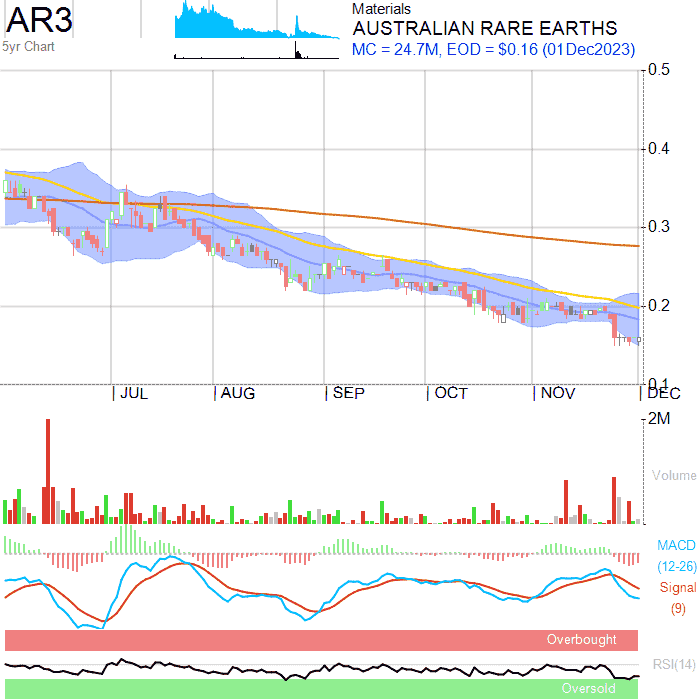 AR3
5yr Chart
Materials
AUSTRALIAN RARE EARTHS
MC = 24.7M, EOD = $0.16 (01Dec2023)
0.5
0.4
0.3
0.2
0.1
JUL AUG SEP OCT NOV DEC
2M
Volume
MACD
(12-26)
Signal
(9)
Overbought
RSI(14)
Oversold